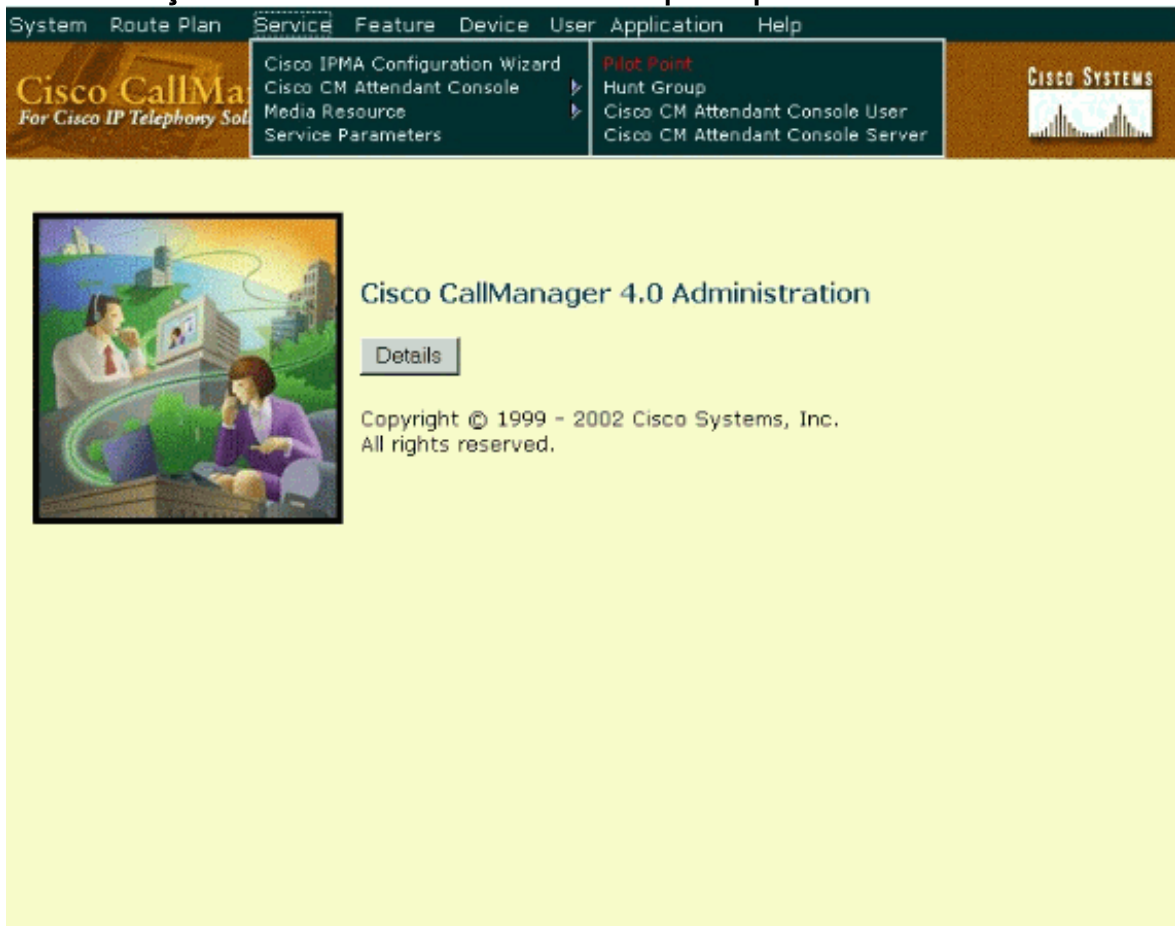 System Route Plan Service Feature Device User Application Help
Cisco CallMa
For Cisco IP Telephony Sol
Cisco IPMA Configuration Wizard
Cisco CM Attendant Console
Media Resource
Service Parameters
Pilot Point
Hunt Group
Cisco CM Attendant Console User
Cisco CM Attendant Console Server
CISCO SYSTEMS
Cisco CallManager 4.0 Administration
Details
Copyright © 1999 - 2002 Cisco Systems, Inc.
All rights reserved.